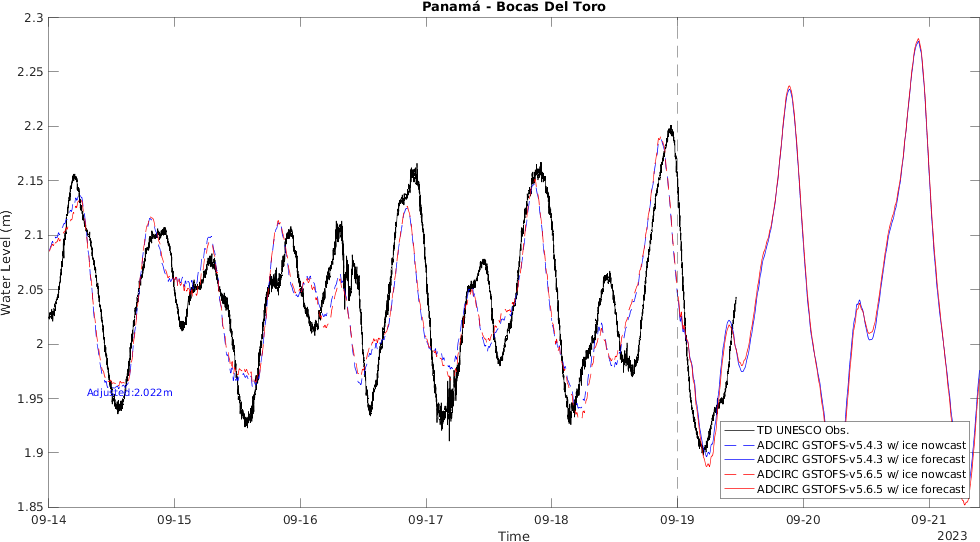 Panamá - Bocas Del Toro
2.3
2.25
2.2
2.15
2.1
2.05
2
1.95
1.9
1.85
Water Level (m)
Adjusted:2.022m
TD UNESCO Obs.
ADCIRC GSTOFS-v5.4.3 w/ ice nowcast
ADCIRC GSTOFS-v5.4.3 w/ ice forecast
ADCIRC GSTOFS-v5.6.5 w/ ice nowcast
ADCIRC GSTOFS-v5.6.5 w/ ice forecast
09-14 09-15 09-16 09-17 09-18 09-19 09-20 09-21
2023
Time